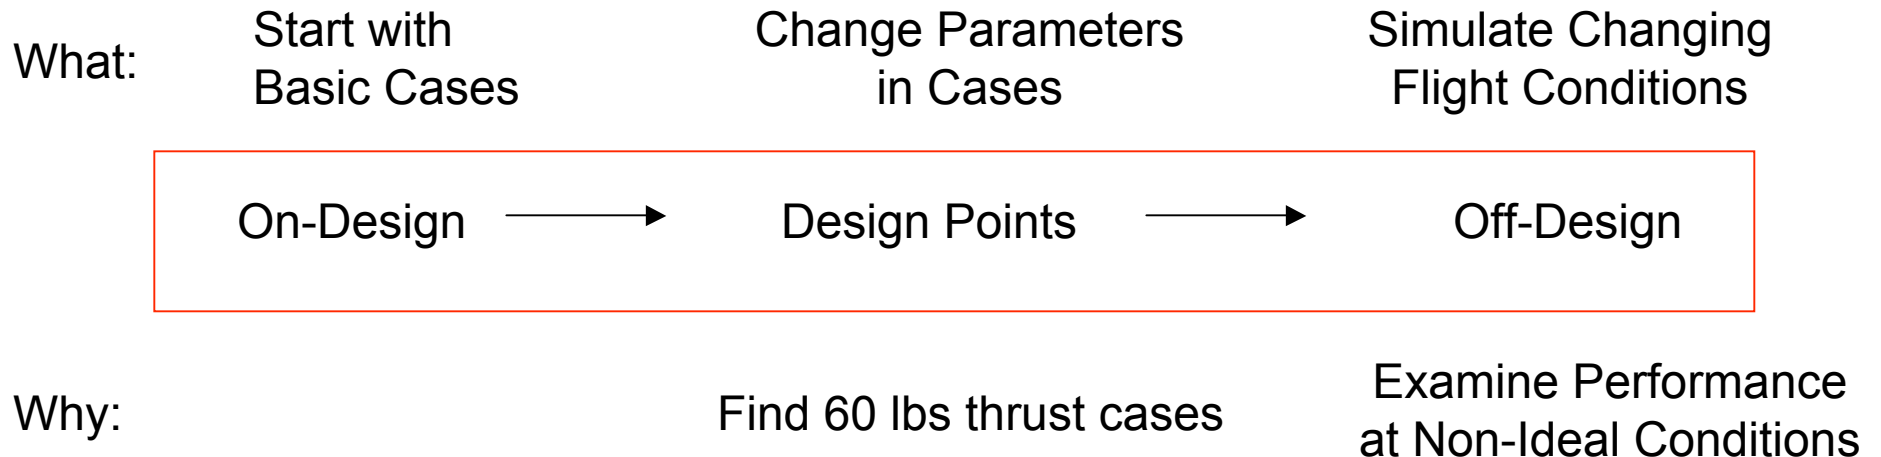 What:
Start with
Basic Cases
Change Parameters
in Cases
Simulate Changing
Flight Conditions
On-Design
Design Points
Off-Design
Why:
Find 60 lbs thrust cases
Examine Performance
at Non-Ideal Conditions